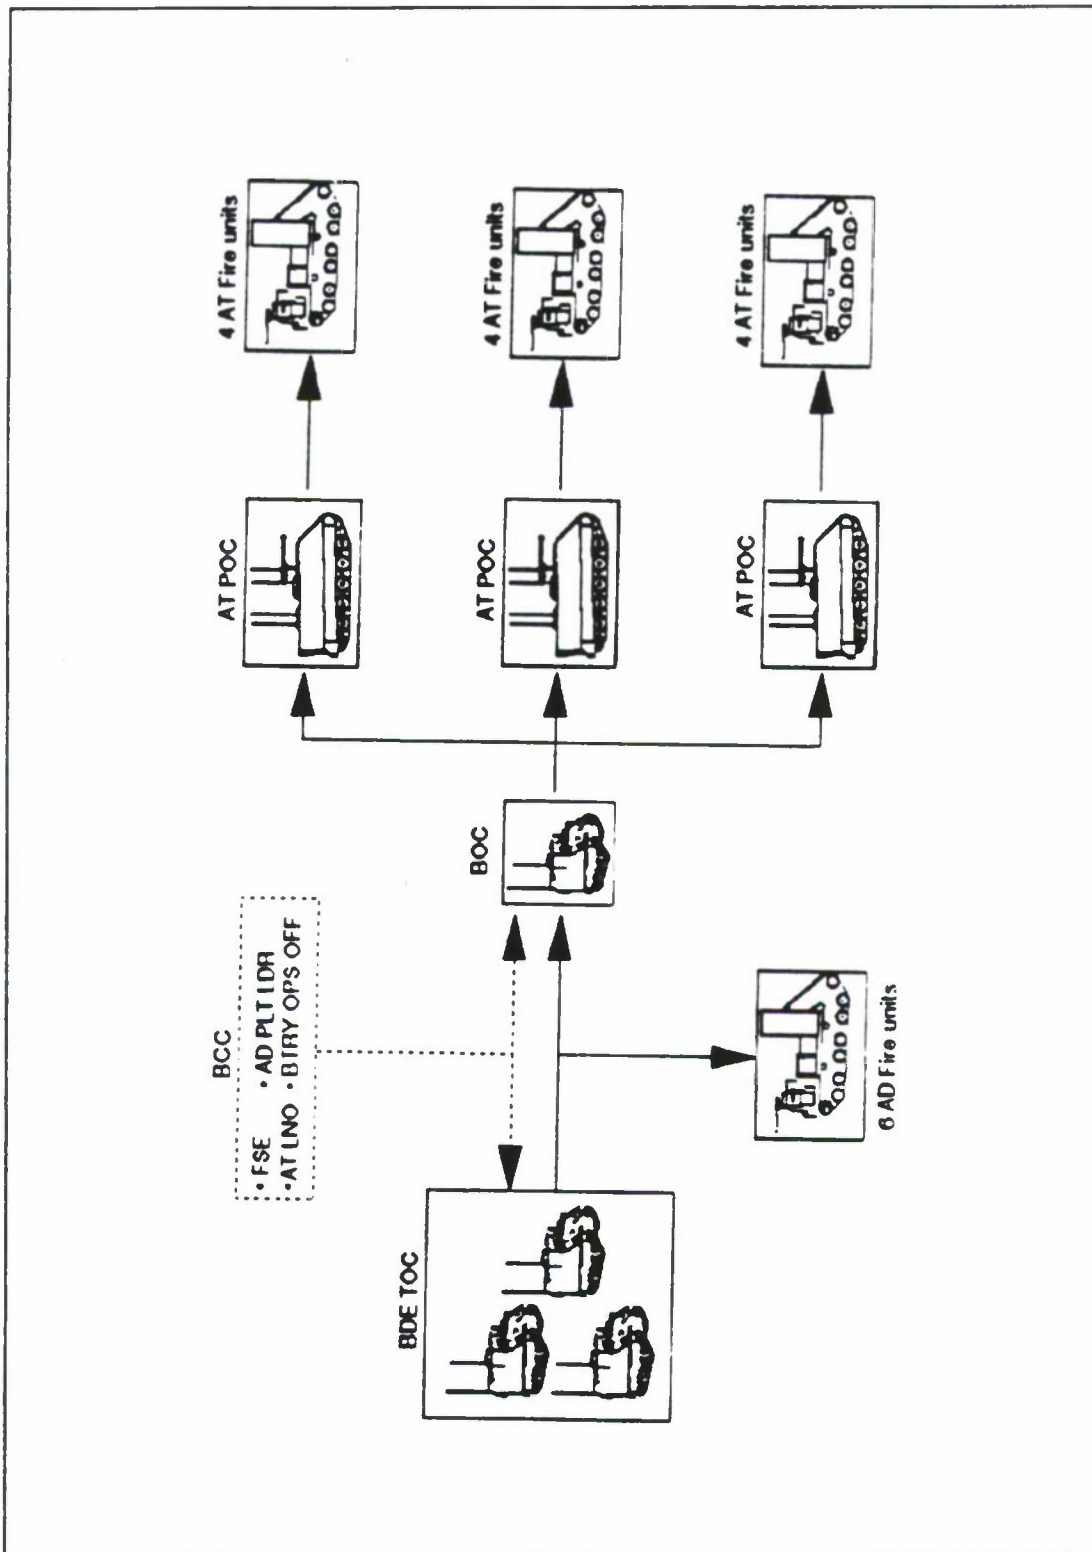 BCC
• FSE • AD PLT LDR
• AT LNO • BTRY OPS OFF
BDE TOC
BOC
AT POC
4 AT Fire units
AT POC
4 AT Fire units
AT POC
4 AT Fire units
6 AD Fire units